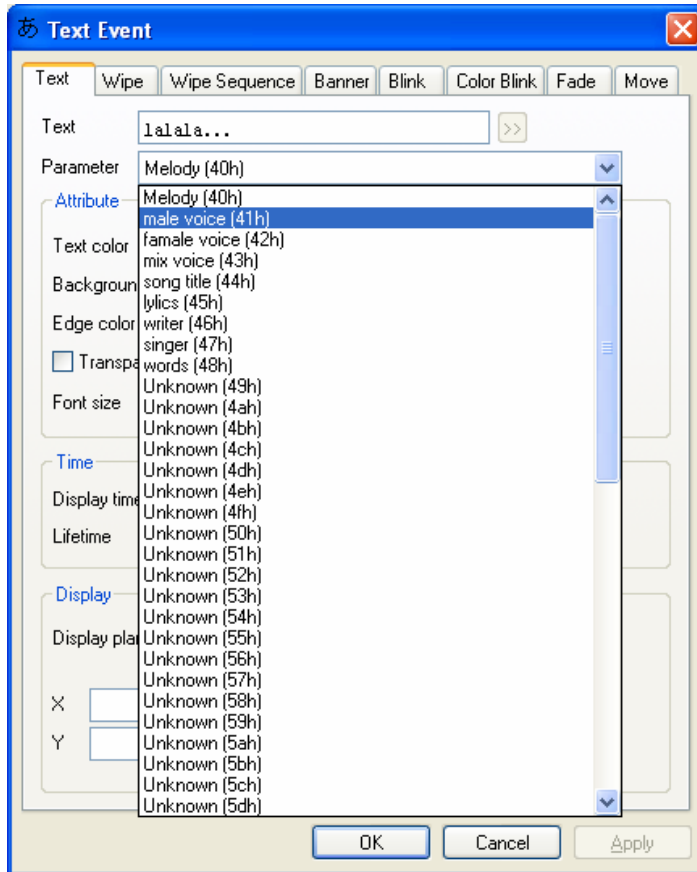 あ Text Event
Text Wipe Wipe Sequence Banner Blink Color Blink Fade Move
Text lalala... >>
Parameter Melody (40h)
Melody (40h)
Attribute
male voice (41h)
famale voice (42h)
Text color
mix voice (43h)
song title (44h)
Backgroun
lylics (45h)
Edge color
writer (46h)
singer (47h)
Transpa
words (48h)
Unknown (49h)
Font size
Unknown (4ah)
Unknown (4bh)
Unknown (4ch)
Time
Unknown (4dh)
Unknown (4eh)
Display time
Unknown (4fh)
Unknown (50h)
Lifetime
Unknown (51h)
Unknown (52h)
Display
Unknown (53h)
Unknown (54h)
Display plan
Unknown (55h)
Unknown (56h)
Unknown (57h)
X
Unknown (58h)
Unknown (59h)
Y
Unknown (5ah)
Unknown (5bh)
Unknown (5ch)
Unknown (5dh)
OK Cancel Apply